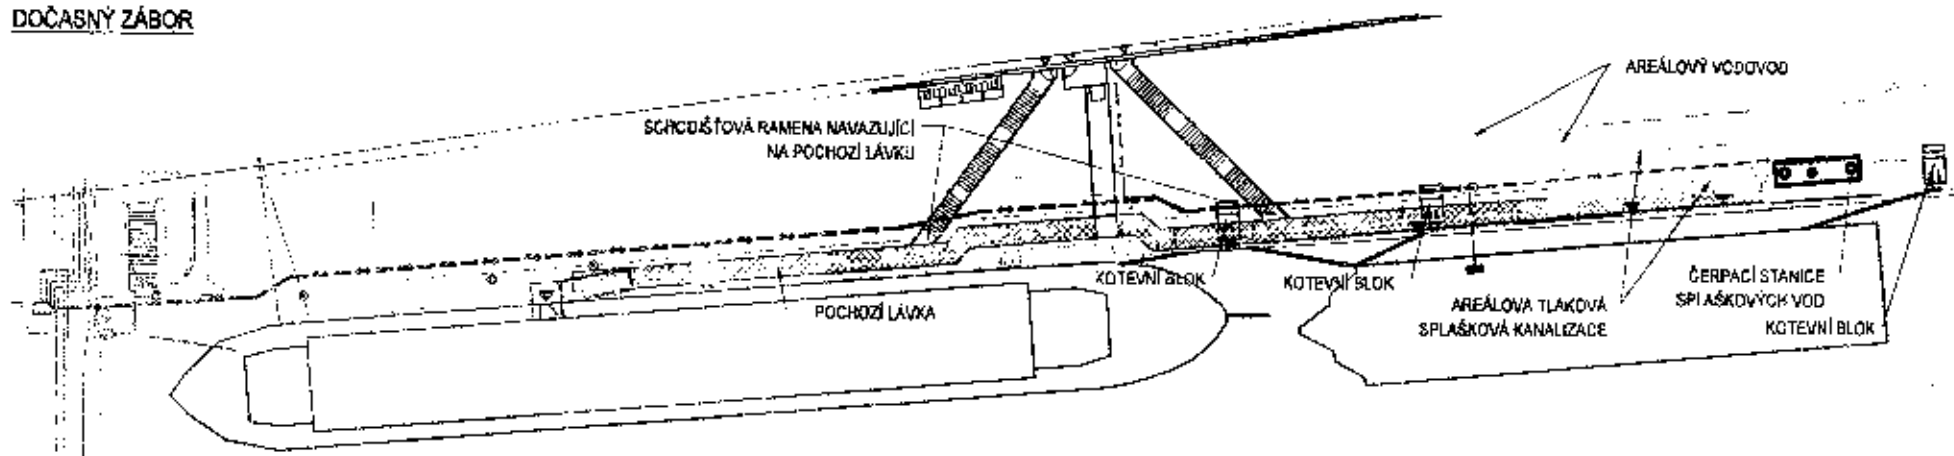 DOČASNÝ ZÁBOR
AREÁLOVÝ VODOVOD
SCHODIŠŤOVÁ RAMENA NAVAZUJÍCÍ
NA POCHOZÍ LÁVKU
KOTEVNÍ BLOK
KOTEVNÍ BLOK
POCHOZÍ LÁVKA
AREÁLOVA TLAKOVÁ
SPLAŠKOVÁ KANALIZACE
ČERPACÍ STANICE
SPLAŠKOVÝCH VOD
KOTEVNÍ BLOK